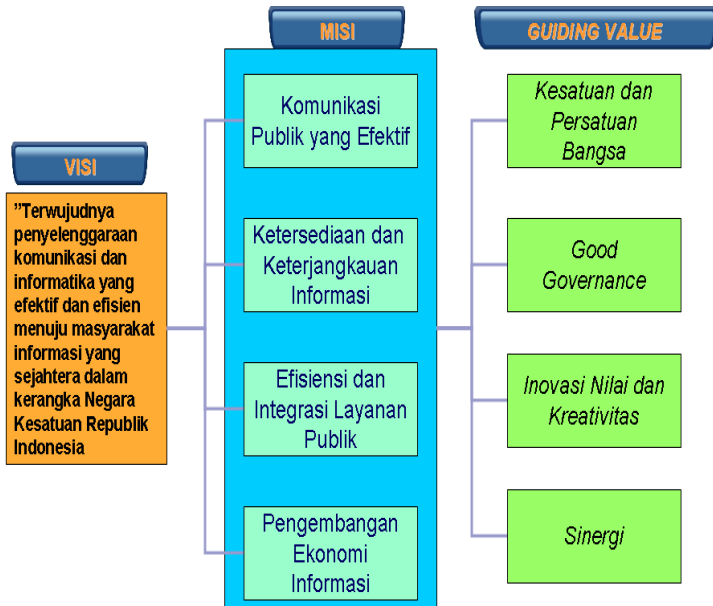 VISI
"Terwujudnya
penyelenggaraan
komunikasi dan
informatika yang
efektif dan efisien
menuju masyarakat
informasi yang
sejahtera dalam
kerangka Negara
Kesatuan Republik
Indonesia
MISI
Komunikasi
Publik yang Efektif
Ketersediaan dan
Keterjangkauan
Informasi
Efisiensi dan
Integrasi Layanan
Publik
Pengembangan
Ekonomi
Informasi
GUIDING VALUE
Kesatuan dan
Persatuan
Bangsa
Good
Governance
Inovasi Nilai dan
Kreativitas
Sinergi